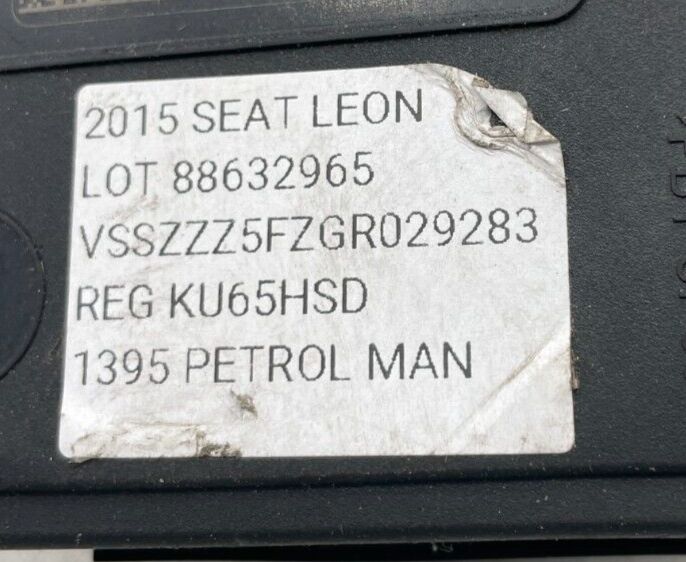 2015 SEAT LEON
LOT 88632965
VSSZZZ5FZGR029283
REG KU65HSD
1395 PETROL MAN